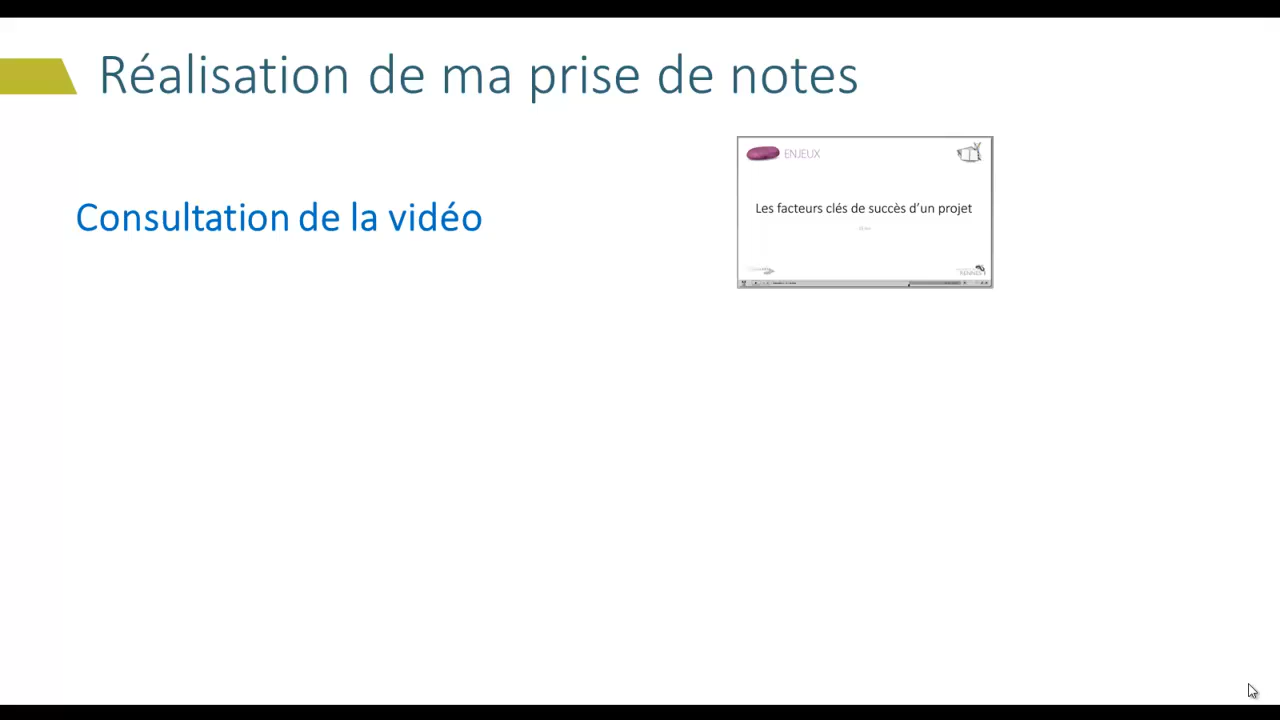 Réalisation de ma prise de notes
ENJEUX
Les facteurs clés de succès d'un projet
Consultation de la vidéo